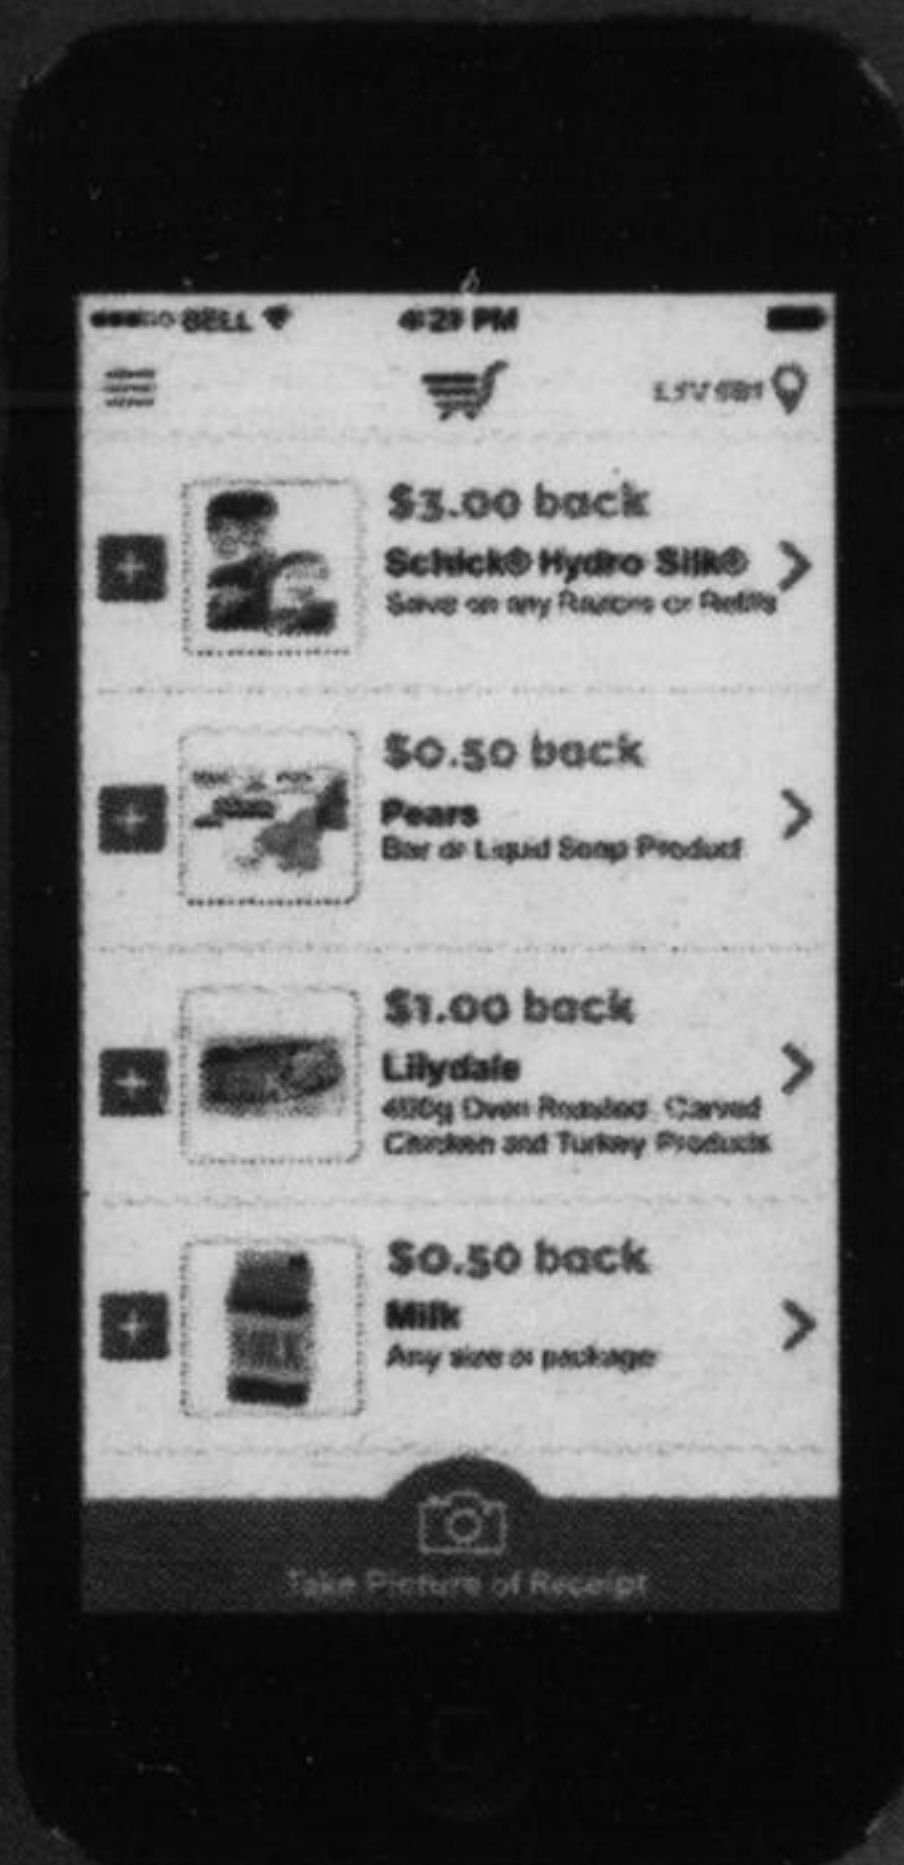 BELL
4:21 PM
$3.00 back
Schick® Hydro Silk®
Save on any Razors or Refills
$0.50 back
Pears
Bar or Liquid Soap Product
$1.00 back
Lilydale
Oven Roasted Carved
Chicken and Turkey Products
$0.50 back
Milk
MILK
Any size or package
Take Picture of Receipt